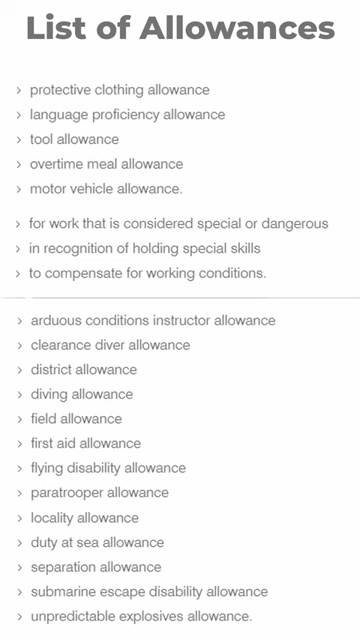 List of Allowances
› protective clothing allowance
› language proficiency allowance
› tool allowance
› overtime meal allowance
› motor vehicle allowance.
› for work that is considered special or dangerous
› in recognition of holding special skills
› to compensate for working conditions.
› arduous conditions instructor allowance
› clearance diver allowance
› district allowance
› diving allowance
› field allowance
› first aid allowance
› flying disability allowance
› paratrooper allowance
› locality allowance
› duty at sea allowance
› separation allowance
› submarine escape disability allowance
› unpredictable explosives allowance.